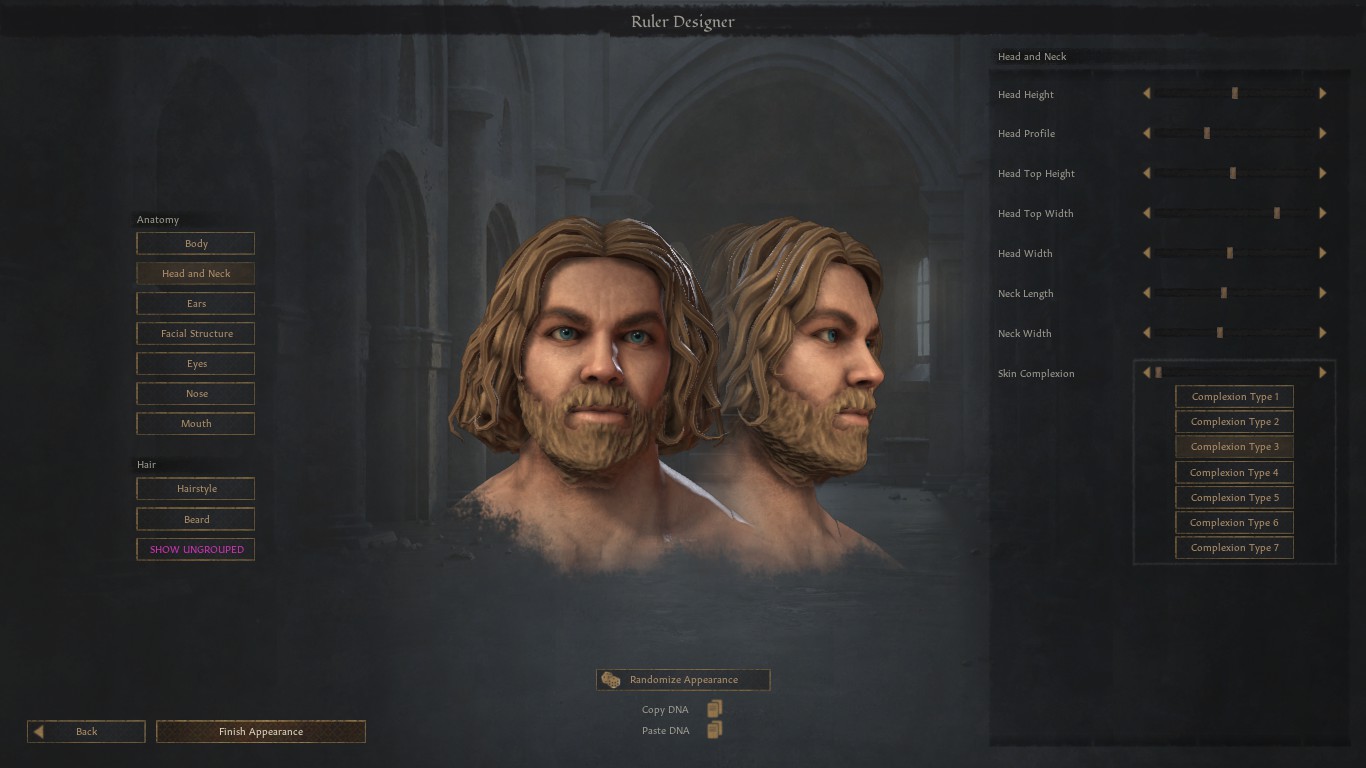 Ruler Designer
Anatomy
Body
Head and Neck
Ears
Facial Structure
Eyes
Nose
Mouth
Hair
Hairstyle
Beard
SHOW UNGROUPED
Head and Neck
Head Height
Head Profile
Head Top Height
Head Top Width
Head Width
Neck Length
Neck Width
Skin Complexion
Complexion Type 1
Complexion Type 2
Complexion Type 3
Complexion Type 4
Complexion Type 5
Complexion Type 6
Complexion Type 7
Randomize Appearance
Copy DNA
Paste DNA
Back
Finish Appearance